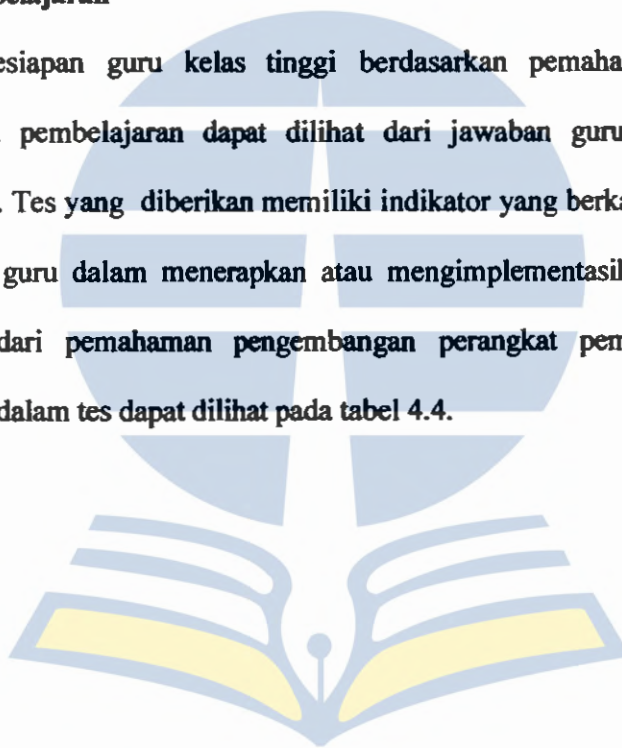 esiapan guru kelas tinggi berdasarkan pemaha
pembelajaran dapat dilihat dari jawaban guru
. Tes yang diberikan memiliki indikator yang berka
guru dalam menerapkan atau mengimplementasil
dari pemahaman pengembangan perangkat pem
dalam tes dapat dilihat pada tabel 4.4.